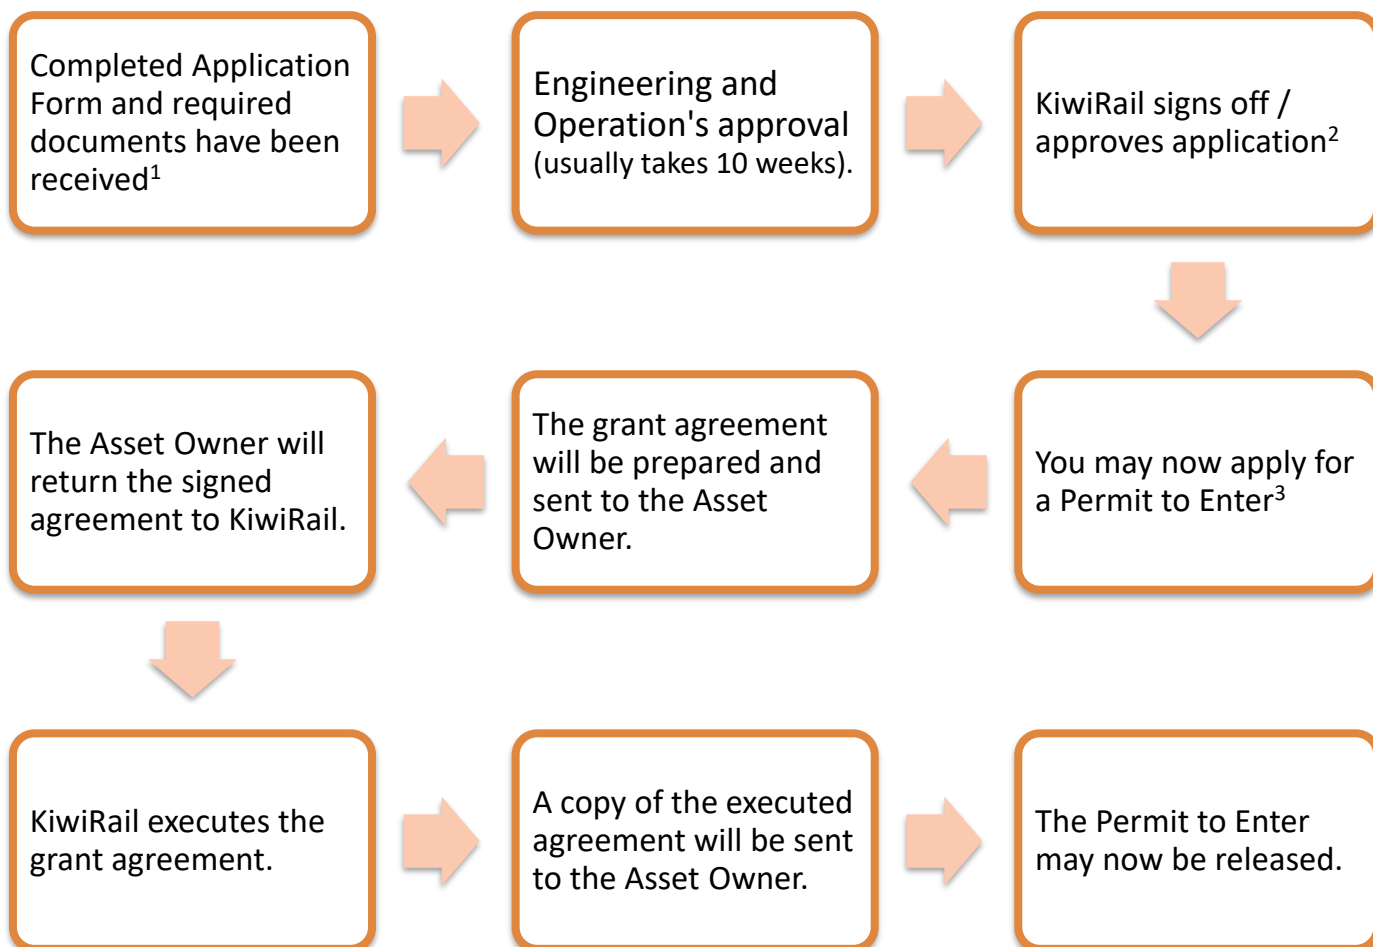 Completed Application
Form and required
documents have been
received1
Engineering and
Operation's approval
(usually takes 10 weeks).
KiwiRail signs off /
approves application2
You may now apply for
a Permit to Enter3
The grant agreement
will be prepared and
sent to the Asset
Owner.
The Asset Owner will
return the signed
agreement to KiwiRail.
KiwiRail executes the
grant agreement.
A copy of the executed
agreement will be sent
to the Asset Owner.
The Permit to Enter
may now be released.